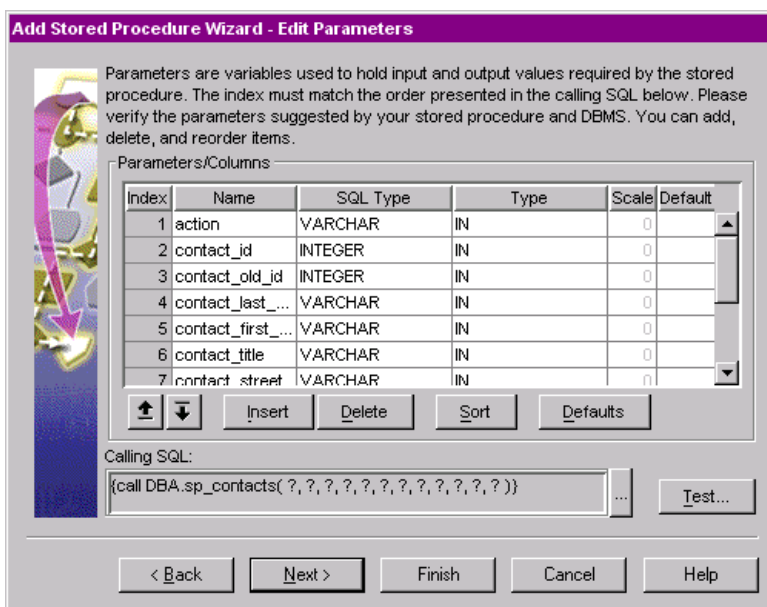 Add Stored Procedure Wizard - Edit Parameters
Parameters are variables used to hold input and output values required by the stored
procedure. The index must match the order presented in the calling SQL below. Please
verify the parameters suggested by your stored procedure and DBMS. You can add,
delete, and reorder items.
Parameters/Columns
Index Name SQL Type Type Scale Default
1 action VARCHAR IN 0
2 contact_id INTEGER IN 0
3 contact_old_id INTEGER IN 0
4 contact_last_... VARCHAR IN 0
5 contact_first_... VARCHAR IN 0
6 contact_title VARCHAR IN 0
7 contact_street VARCHAR IN 0
Insert Delete Sort Defaults
Calling SQL:
{call DBA.sp_contacts( ?, ?, ?, ?, ?, ?, ?, ?, ?, ?, ?, ? )}
... Test...
< Back Next > Finish Cancel Help